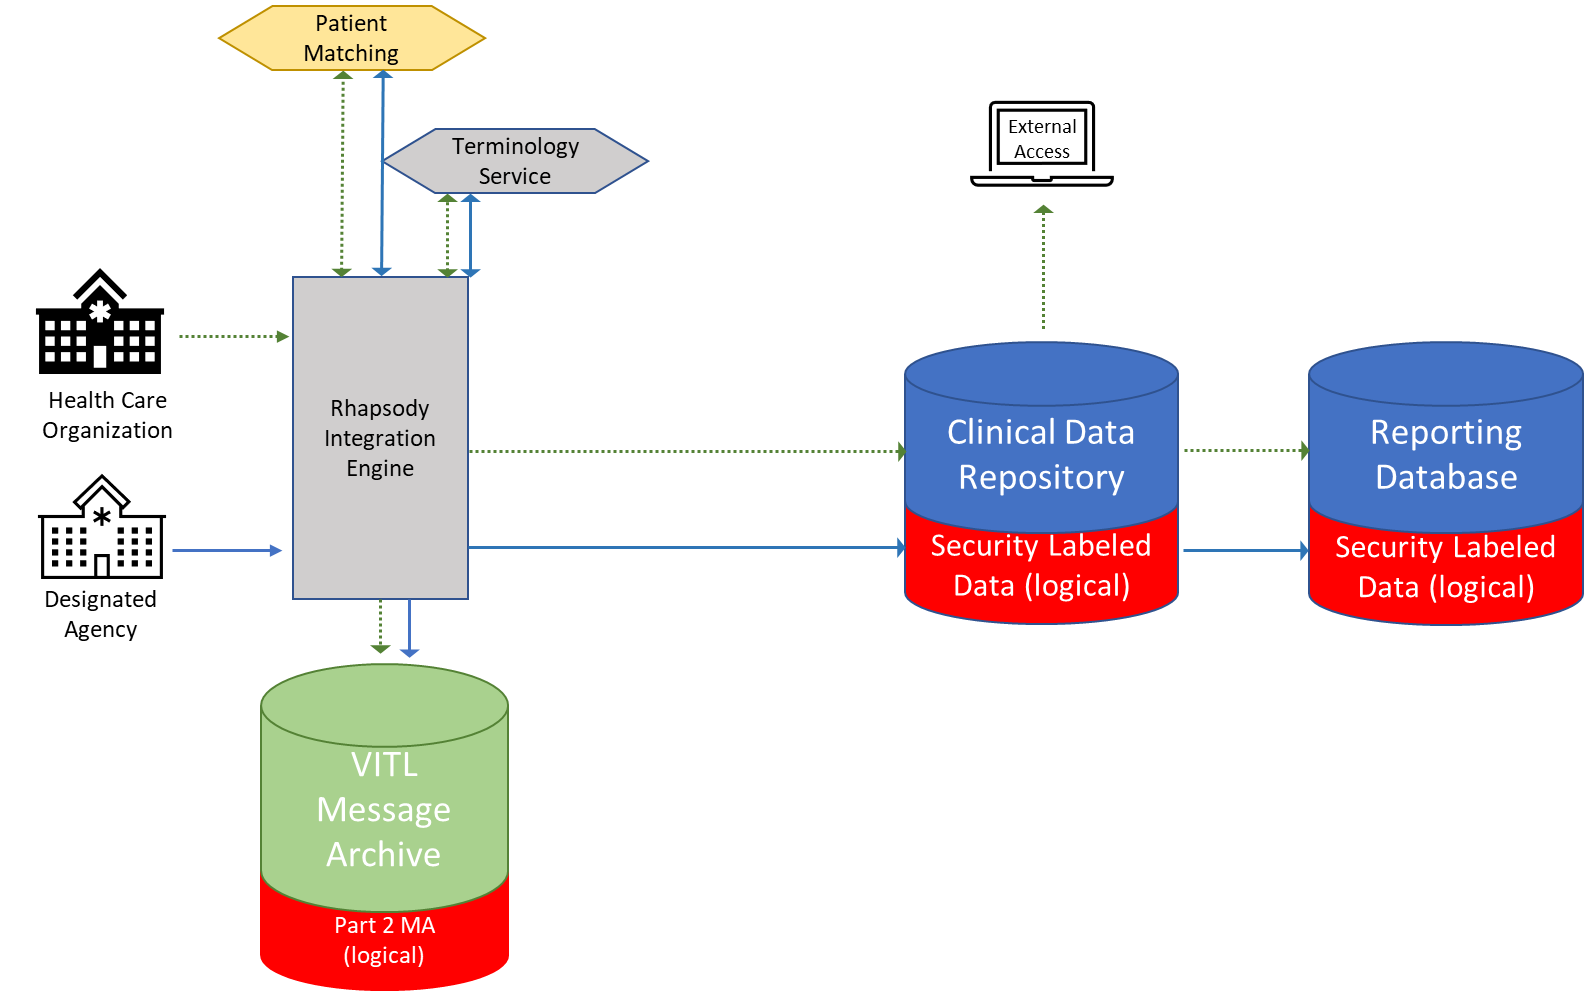 Patient
Matching
Terminology
Service
External
Access
Health Care
Organization
Rhapsody
Integration
Engine
Clinical Data
Repository
Reporting
Database
Security Labeled
Data (logical)
Security Labeled
Data (logical)
Designated
Agency
VITL
Message
Archive
Part 2 MA
(logical)